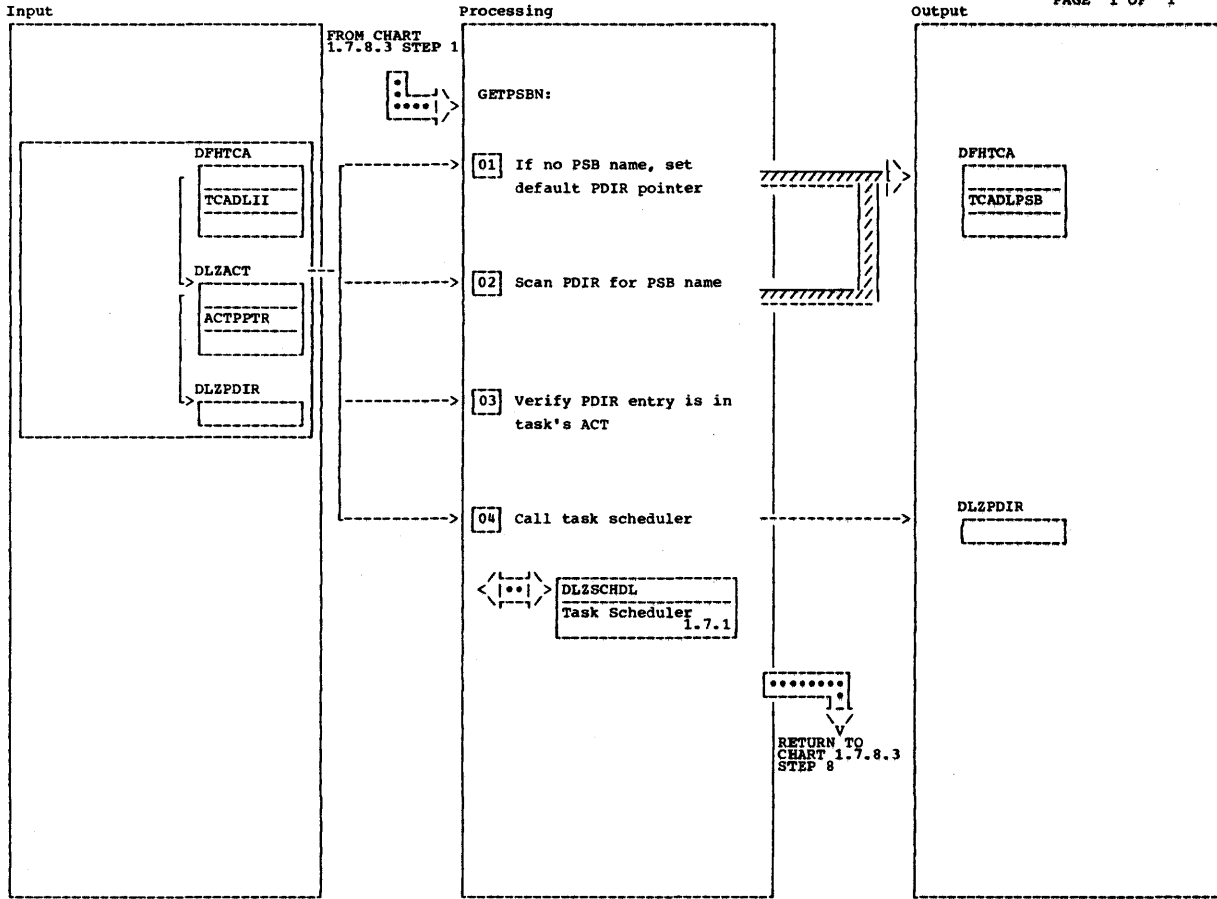 PAGE 1 OF 1
Input
Processing
Output
FROM CHART
1.7.8.3 STEP 1
GETPSBN:
DFHTCA
TCADLII
DLZACT
ACTPPTR
DLZPDIR
01 If no PSB name, set
default PDIR pointer
02 Scan PDIR for PSB name
03 Verify PDIR entry is in
task's ACT
04 Call task scheduler
DLZSCHDL
Task Scheduler
1.7.1
RETURN TO
CHART 1.7.8.3
STEP 8
DFHTCA
TCADLPSB
DLZPDIR